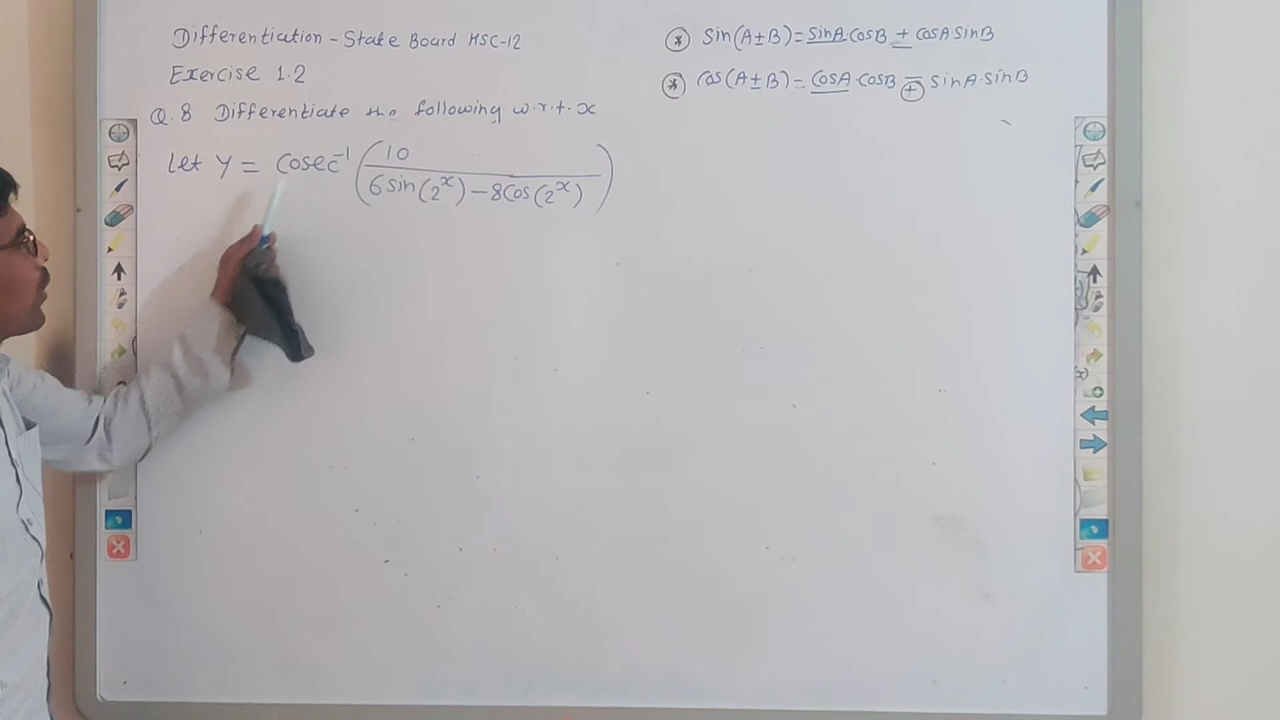 Differentiation - State Board HSC-12
Exercise 1.2
Q. 8 Differentiate the following w.r.t. x
Let y = Cosec⁻¹ (10 / 6 sin(2ˣ) - 8 Cos(2ˣ))
* Sin(A±B) = sinA CosB ± CosA·SinB
* Cos(A±B) = CosA·CosB ∓ SinA·SinB